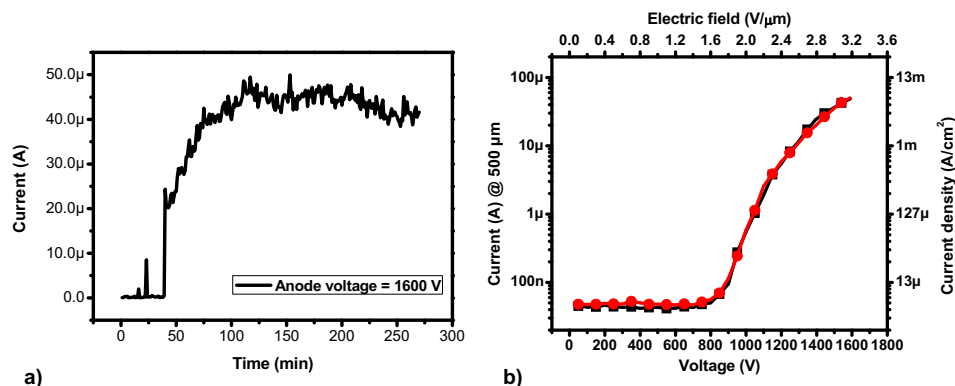 50.0µ
40.0µ
30.0µ
20.0µ
10.0µ
0.0
Current (A)
0 50 100 150 200 250 300
Time (min)
Anode voltage = 1600 V
a)
Electric field (V/µm)
0.0 0.4 0.8 1.2 1.6 2.0 2.4 2.8 3.2 3.6
100µ
10µ
1µ
100n
Current (A) @ 500 µm
13m
1m
127µ
13µ
Current density (A/cm²)
0 200 400 600 800 1000 1200 1400 1600 1800
Voltage (V)
b)